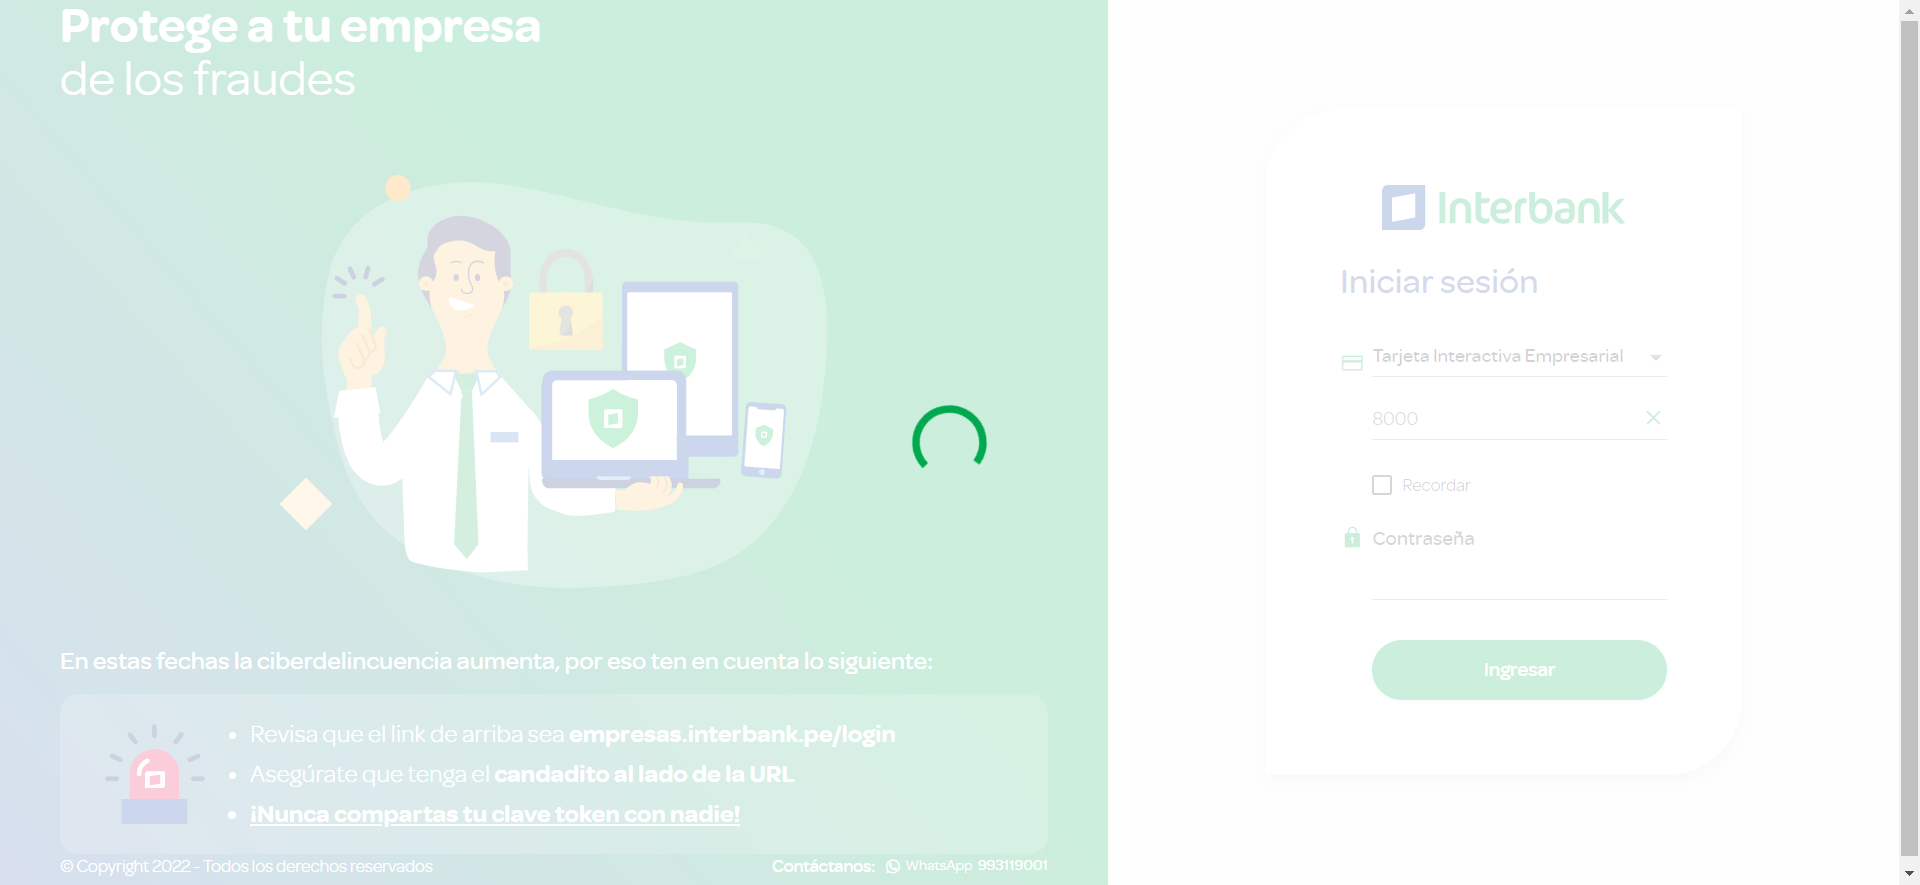 Protege a tu empresa
de los fraudes
En estas fechas la ciberdelincuencia aumenta, por eso ten en cuenta lo siguiente:
• Revisa que el link de arriba sea empresas.interbank.pe/login
• Asegúrate que tenga el candadito al lado de la URL
• ¡Nunca compartas tu clave token con nadie!
© Copyright 2022 - Todos los derechos reservados
Contáctanos: WhatsApp 993119001
Interbank
Iniciar sesión
Tarjeta Interactiva Empresarial
8000
Recordar
Contraseña
Ingresar